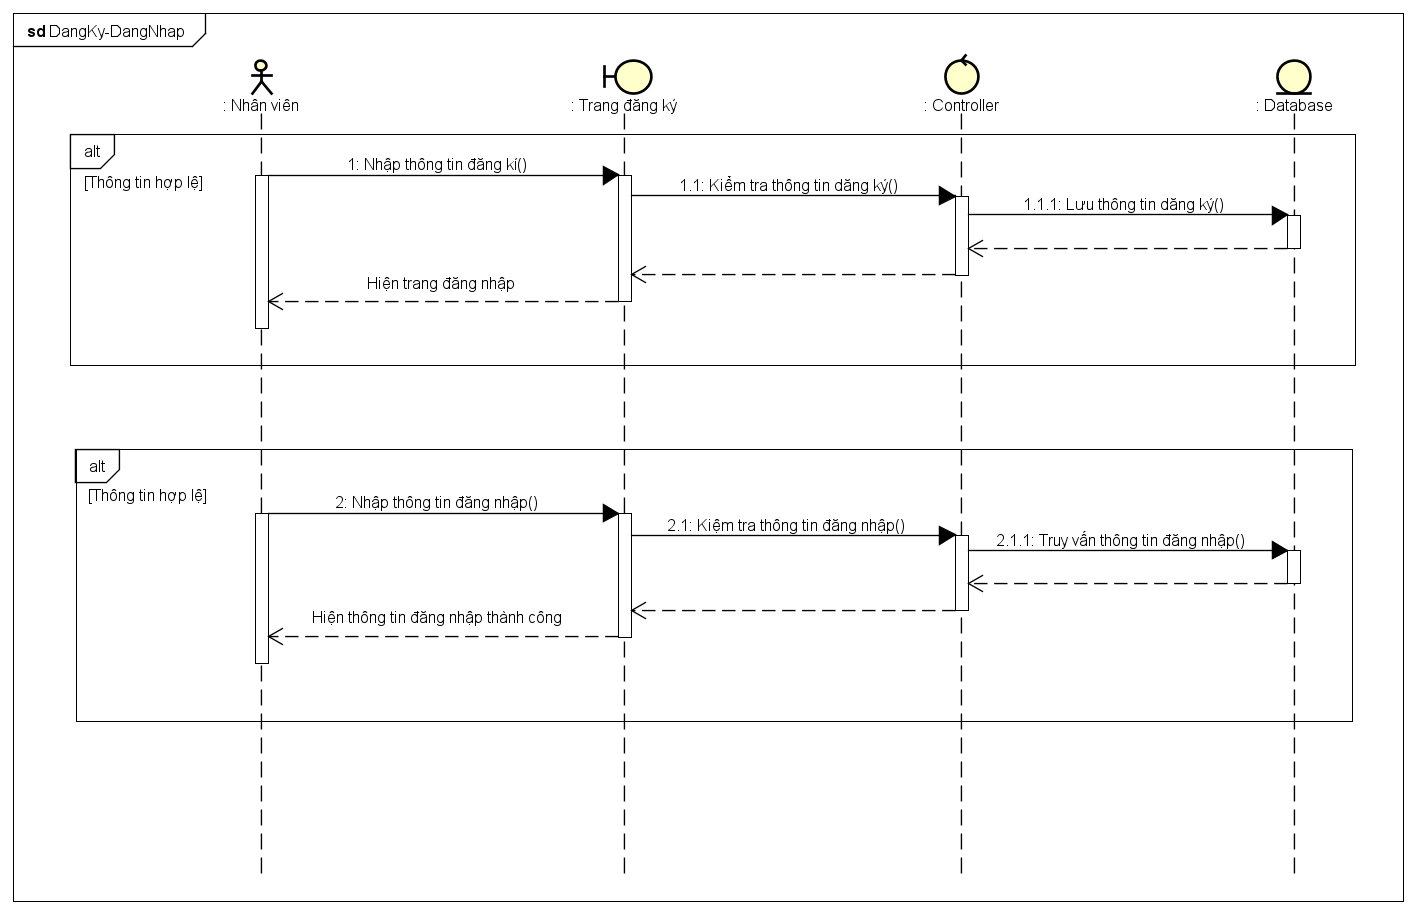 sd DangKy-DangNhap
: Nhân viên
: Trang đăng ký
: Controller
: Database
alt
[Thông tin hợp lệ]
1: Nhập thông tin đăng kí()
1.1: Kiểm tra thông tin dăng ký()
1.1.1: Lưu thông tin dăng ký()
Hiện trang đăng nhập
alt
[Thông tin hợp lệ]
2: Nhập thông tin đăng nhập()
2.1: Kiệm tra thông tin đăng nhập()
2.1.1: Truy vấn thông tin đăng nhập()
Hiện thông tin đăng nhập thành công